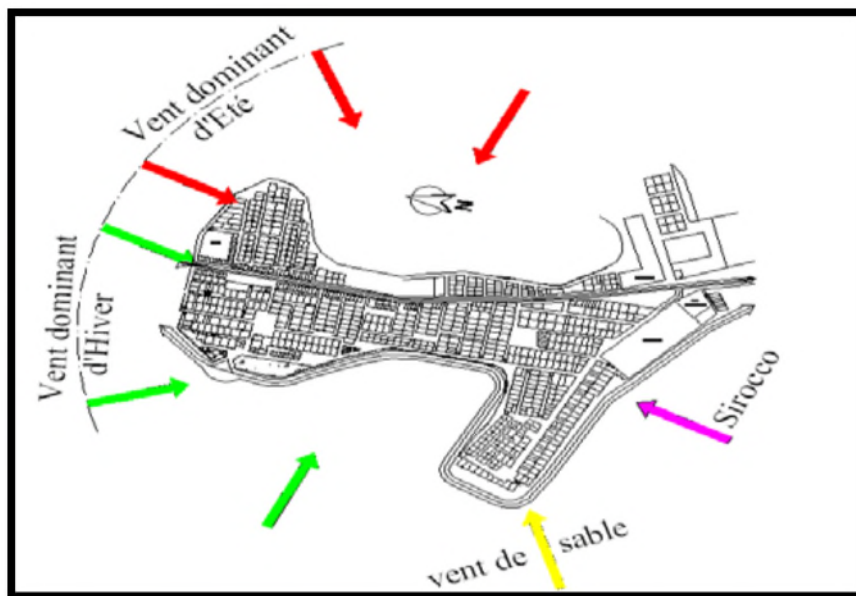 Vent dominant
d'Eté
N
Vent dominant
d'Hiver
Sirocco
vent de sable